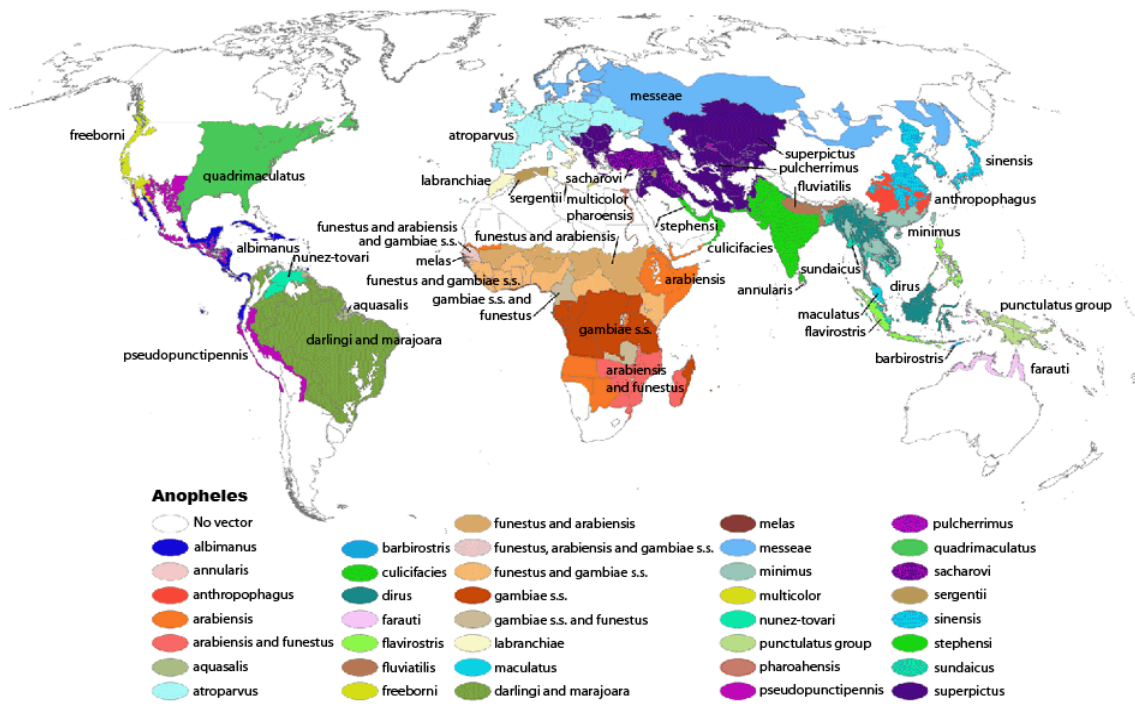 messeae
freeborni
atroparvus
quadrimaculatus
superpictus
pulcherrimus
sinensis
labranchiae
sacharovi
fluviatilis
anthropophagus
sergentii
multicolor
pharoensis
stephensi
minimus
funestus and arabiensis
and gambiae s.s.
funestus and arabiensis
culicifacies
albimanus
melas
nunez-tovari
funestus and gambiae s.s.
arabiensis
sundaicus
annularis
dirus
aquasalis
gambiae s.s. and
funestus
maculatus
flavirostris
punctulatus group
gambiae s.s.
darlingi and marajoara
pseudopunctipennis
barbirostris
farauti
arabiensis
and funestus
Anopheles
No vector
albimanus
annularis
anthropophagus
arabiensis
arabiensis and funestus
aquasalis
atroparvus
barbirostris
culicifacies
dirus
farauti
flavirostris
fluviatilis
freeborni
funestus and arabiensis
funestus, arabiensis and gambiae s.s.
funestus and gambiae s.s.
gambiae s.s.
gambiae s.s. and funestus
labranchiae
maculatus
darlingi and marajoara
melas
messeae
minimus
multicolor
nunez-tovari
punctulatus group
pharoahensis
pseudopunctipennis
pulcherrimus
quadrimaculatus
sacharovi
sergentii
sinensis
stephensi
sundaicus
superpictus